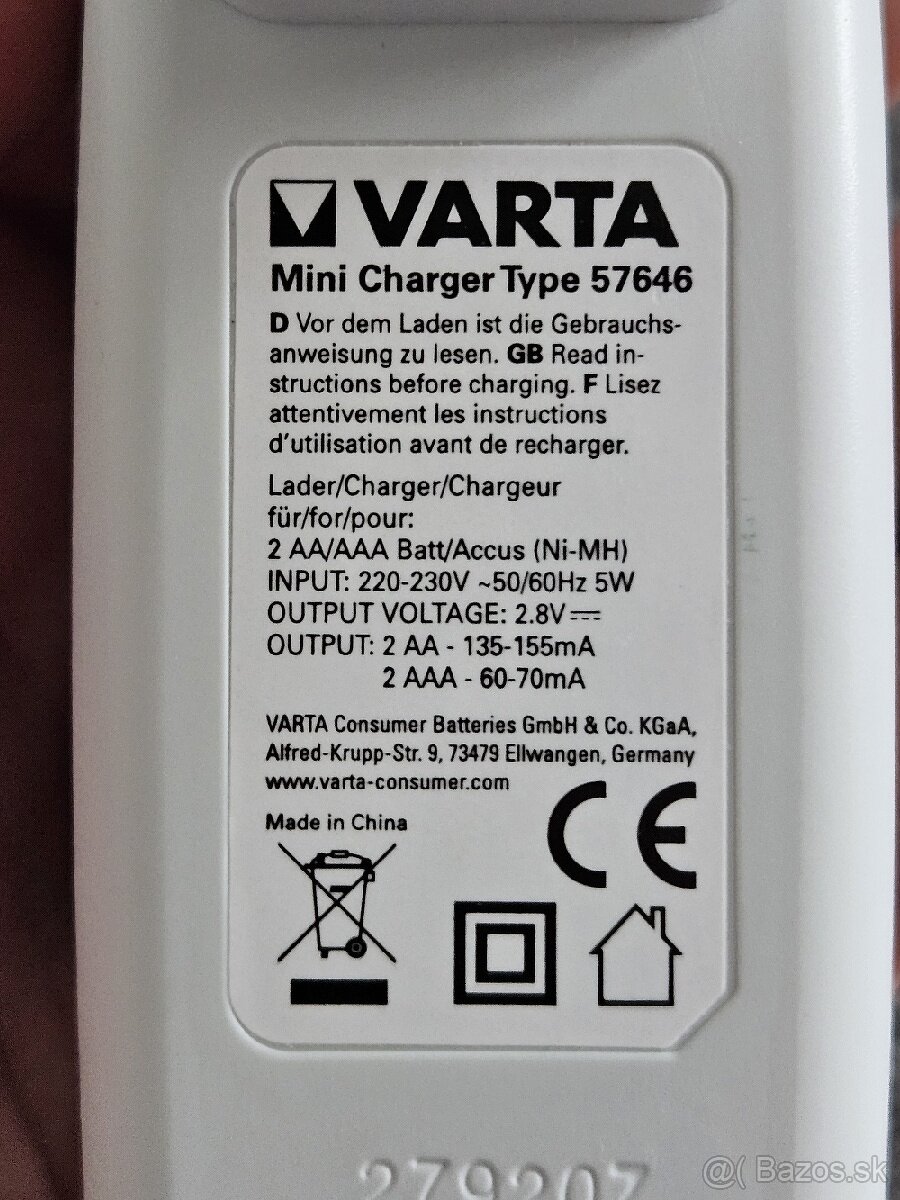 VARTA
Mini Charger Type 57646
D Vor dem Laden ist die Gebrauchs-
anweisung zu lesen. GB Read in-
structions before charging. F Lisez
attentivement les instructions
d'utilisation avant de recharger.
Lader/Charger/Chargeur
für/for/pour:
2 AA/AAA Batt/Accus (Ni-MH)
INPUT: 220-230V ~50/60Hz 5W
OUTPUT VOLTAGE: 2.8V⎓
OUTPUT: 2 AA - 135-155mA
2 AAA - 60-70mA
VARTA Consumer Batteries GmbH & Co. KGaA,
Alfred-Krupp-Str. 9, 73479 Ellwangen, Germany
www.varta-consumer.com
Made in China
CE
279207
@( Bazos.sk